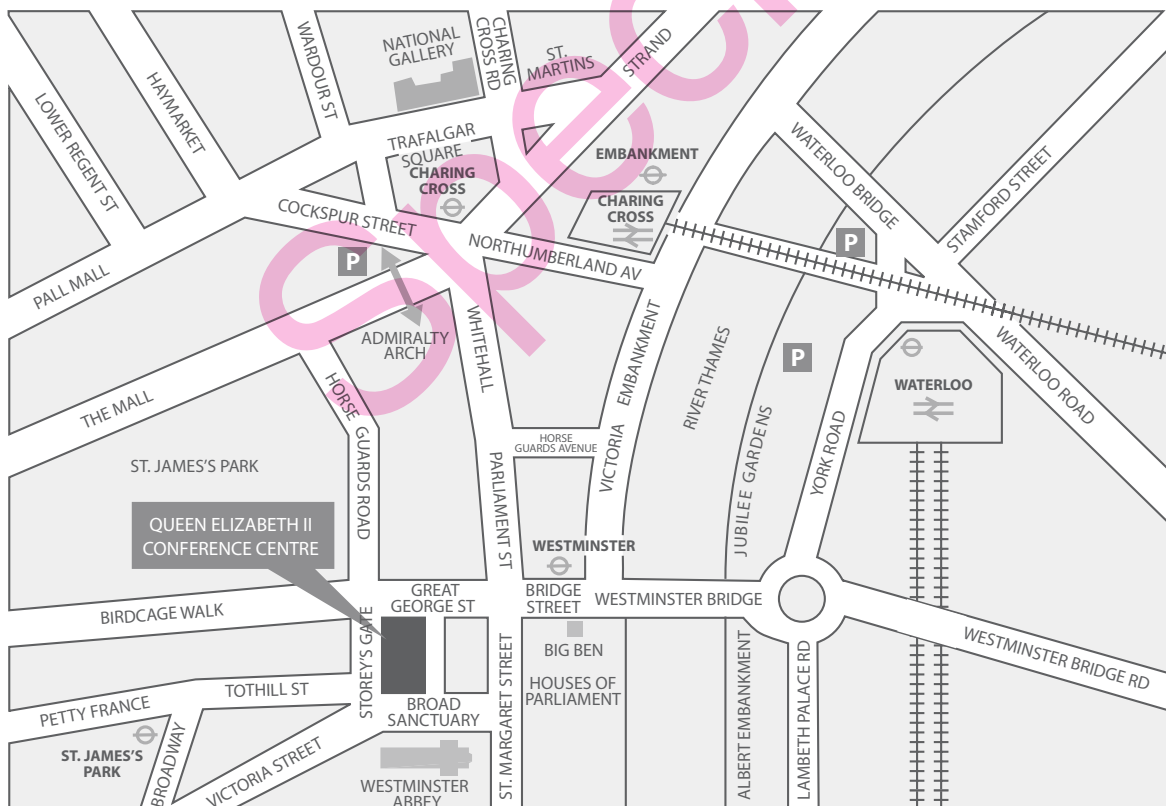 NATIONAL
GALLERY
CHARING
CROSS RD
ST.
MARTINS
STRAND
WARDOUR ST
HAYMARKET
LOWER REGENT ST
TRAFALGAR
SQUARE
CHARING
CROSS
EMBANKMENT
CHARING
CROSS
WATERLOO BRIDGE
STAMFORD STREET
COCKSPUR STREET
NORTHUMBERLAND AV
P
P
PALL MALL
ADMIRALTY
ARCH
WHITEHALL
VICTORIA EMBANKMENT
RIVER THAMES
P
WATERLOO
WATERLOO ROAD
THE MALL
HORSE GUARDS ROAD
HORSE
GUARDS AVENUE
JUBILEE GARDENS
YORK ROAD
ST. JAMES'S PARK
PARLIAMENT ST
QUEEN ELIZABETH II
CONFERENCE CENTRE
WESTMINSTER
BIRDCAGE WALK
GREAT
GEORGE ST
BRIDGE
STREET
WESTMINSTER BRIDGE
WESTMINSTER BRIDGE RD
STOREY'S GATE
BIG BEN
HOUSES OF
PARLIAMENT
ST. MARGARET STREET
ALBERT EMBANKMENT
LAMBETH PALACE RD
TOTHILL ST
PETTY FRANCE
BROAD
SANCTUARY
ST. JAMES'S
PARK
BROADWAY
VICTORIA STREET
WESTMINSTER
ABBEY
Spec